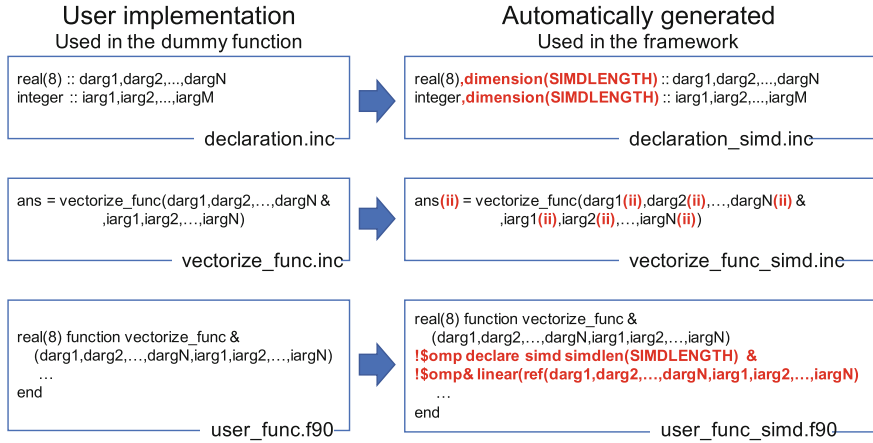 User implementation
Used in the dummy function
Automatically generated
Used in the framework
real(8) :: darg1,darg2,...,dargN
integer :: iarg1,iarg2,...,iargM
declaration.inc
real(8),dimension(SIMDLENGTH) :: darg1,darg2,...,dargN
integer,dimension(SIMDLENGTH) :: iarg1,iarg2,...,iargM
declaration_simd.inc
ans = vectorize_func(darg1,darg2,…,dargN &
,iarg1,iarg2,…,iargN)
vectorize_func.inc
ans(ii) = vectorize_func(darg1(ii),darg2(ii),…,dargN(ii) &
,iarg1(ii),iarg2(ii),…,iargN(ii))
vectorize_func_simd.inc
real(8) function vectorize_func &
(darg1,darg2,…,dargN,iarg1,iarg2,…,iargN)
…
end
user_func.f90
real(8) function vectorize_func &
(darg1,darg2,…,dargN,iarg1,iarg2,…,iargN)
!$omp declare simd simdlen(SIMDLENGTH) &
!$omp& linear(ref(darg1,darg2,…,dargN,iarg1,iarg2,…,iargN)
…
end
user_func_simd.f90